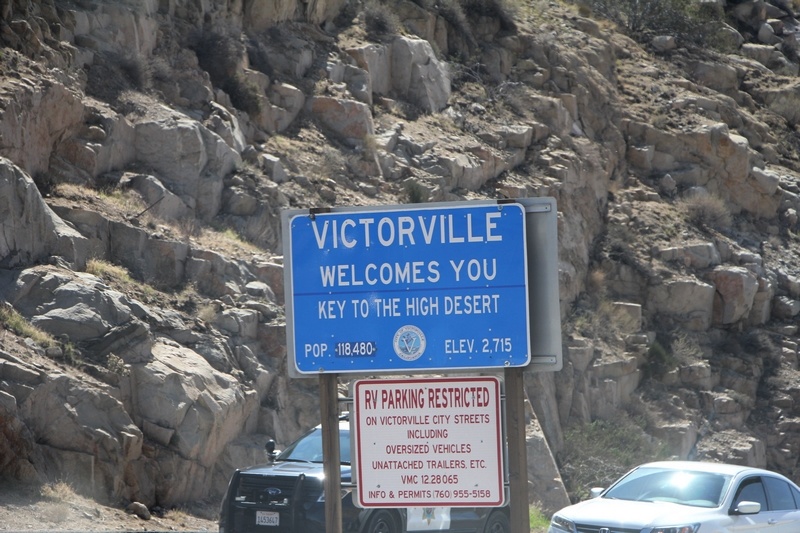 VICTORVILLE
WELCOMES YOU
KEY TO THE HIGH DESERT
POP. 118,480 ELEV. 2,715
RV PARKING RESTRICTED
ON VICTORVILLE CITY STREETS
INCLUDING
OVERSIZED VEHICLES
UNATTACHED TRAILERS, ETC.
VMC 12.28.065
INFO & PERMITS (760) 955-5158